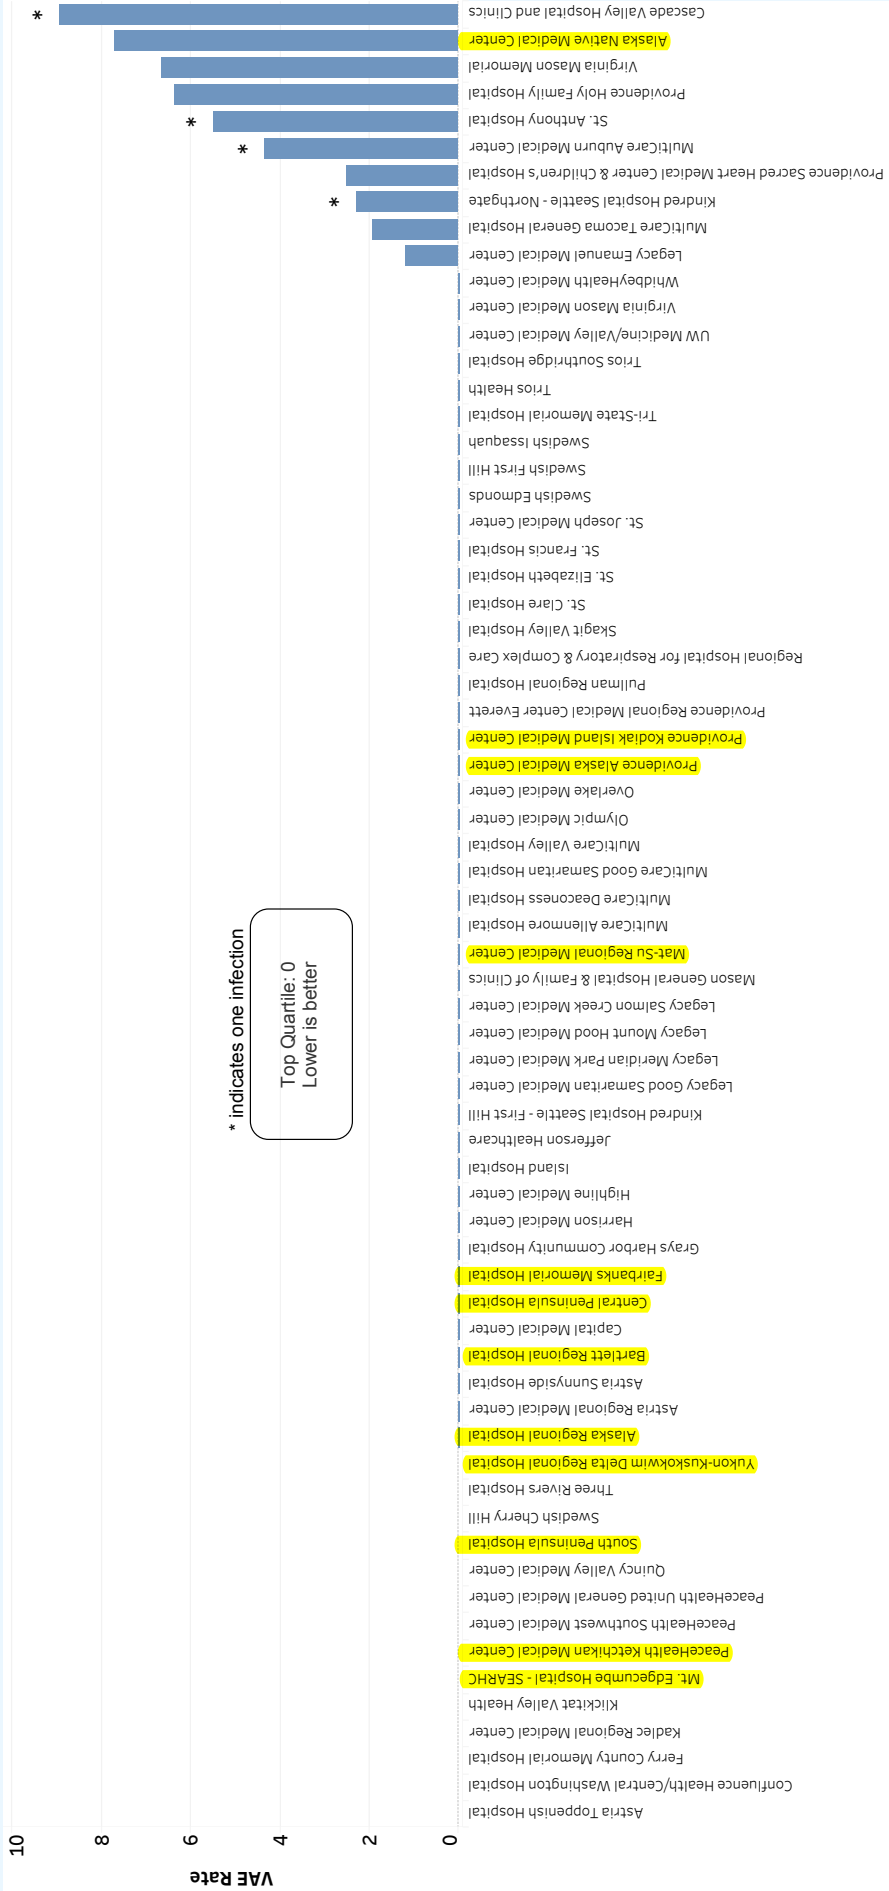 Cascade Valley Hospital and Clinics
*
Alaska Native Medical Center
Virginia Mason Memorial
Providence Holy Family Hospital
St. Anthony Hospital
*
MultiCare Auburn Medical Center
*
Providence Sacred Heart Medical Center & Children's Hospital
Kindred Hospital Seattle - Northgate
*
MultiCare Tacoma General Hospital
Legacy Emanuel Medical Center
WhidbeyHealth Medical Center
Virginia Mason Medical Center
UW Medicine/Valley Medical Center
Trios Southridge Hospital
Trios Health
Tri-State Memorial Hospital
Swedish Issaquah
Swedish First Hill
Swedish Edmonds
St. Joseph Medical Center
St. Francis Hospital
St. Elizabeth Hospital
St. Clare Hospital
Skagit Valley Hospital
Regional Hospital for Respiratory & Complex Care
Pullman Regional Hospital
Providence Regional Medical Center Everett
Providence Kodiak Island Medical Center
Providence Alaska Medical Center
Overlake Medical Center
Olympic Medical Center
MultiCare Valley Hospital
MultiCare Good Samaritan Hospital
MultiCare Deaconess Hospital
MultiCare Allenmore Hospital
Mat-Su Regional Medical Center
Mason General Hospital & Family of Clinics
Legacy Salmon Creek Medical Center
Legacy Mount Hood Medical Center
Legacy Meridian Park Medical Center
Legacy Good Samaritan Medical Center
Kindred Hospital Seattle - First Hill
Jefferson Healthcare
Island Hospital
Highline Medical Center
Harrison Medical Center
Grays Harbor Community Hospital
Fairbanks Memorial Hospital
Central Peninsula Hospital
Capital Medical Center
Bartlett Regional Hospital
Astria Sunnyside Hospital
Astria Regional Medical Center
Alaska Regional Hospital
Yukon-Kuskokwim Delta Regional Hospital
Three Rivers Hospital
Swedish Cherry Hill
South Peninsula Hospital
Quincy Valley Medical Center
PeaceHealth United General Medical Center
PeaceHealth Southwest Medical Center
PeaceHealth Ketchikan Medical Center
Mt. Edgecumbe Hospital - SEARHC
Klickitat Valley Health
Kadlec Regional Medical Center
Ferry County Memorial Hospital
Confluence Health/Central Washington Hospital
Astria Toppenish Hospital
* indicates one infection
Top Quartile: 0
Lower is better
10
8
6
4
2
0
VAE Rate